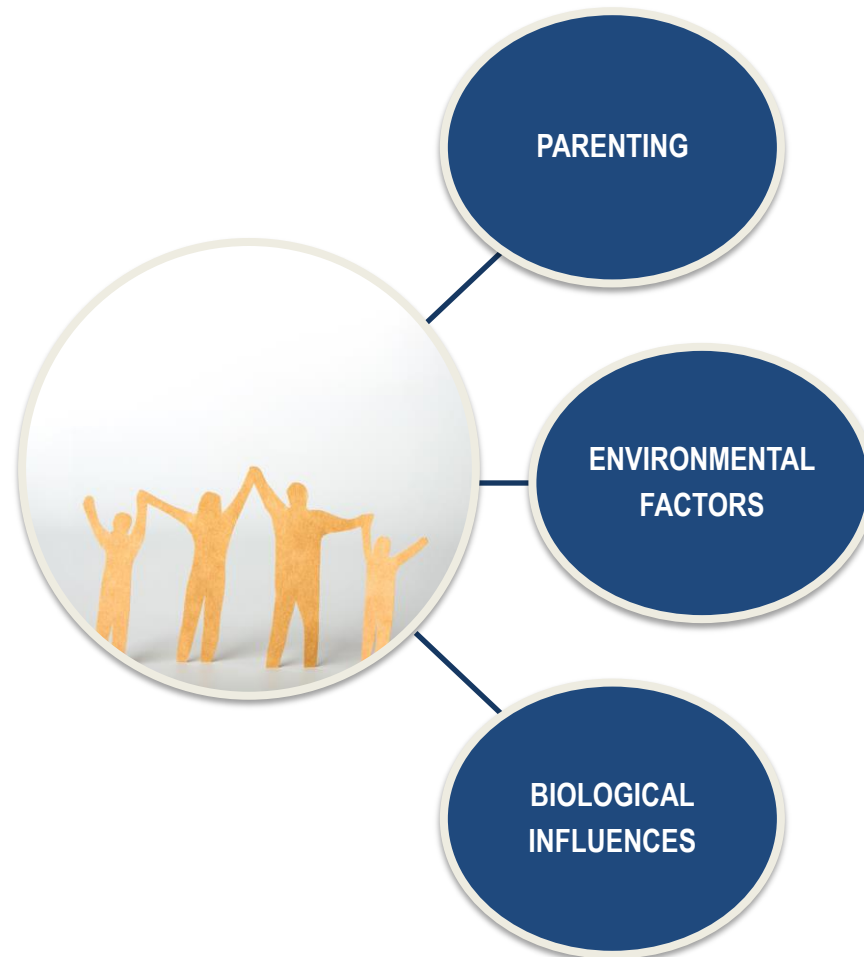 PARENTING
ENVIRONMENTAL
FACTORS
BIOLOGICAL
INFLUENCES